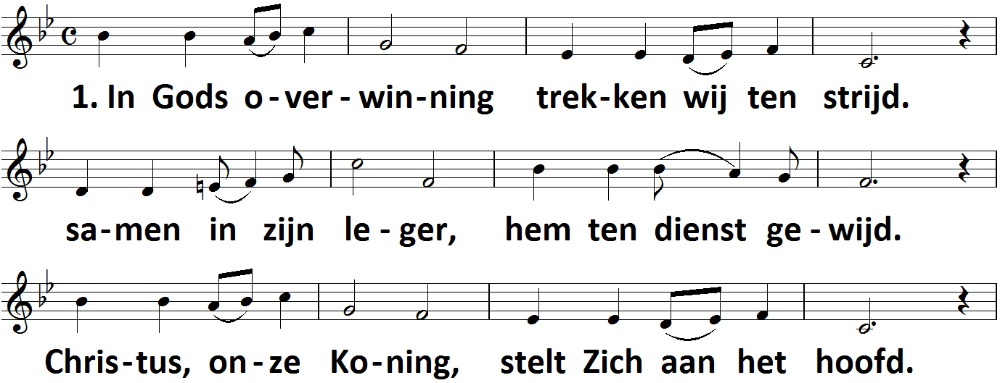 1. In Gods o-ver-win-ning trek-ken wij ten strijd.
sa-men in zijn le-ger, hem ten dienst ge-wijd.
Chris-tus, on-ze Ko-ning, stelt Zich aan het hoofd.